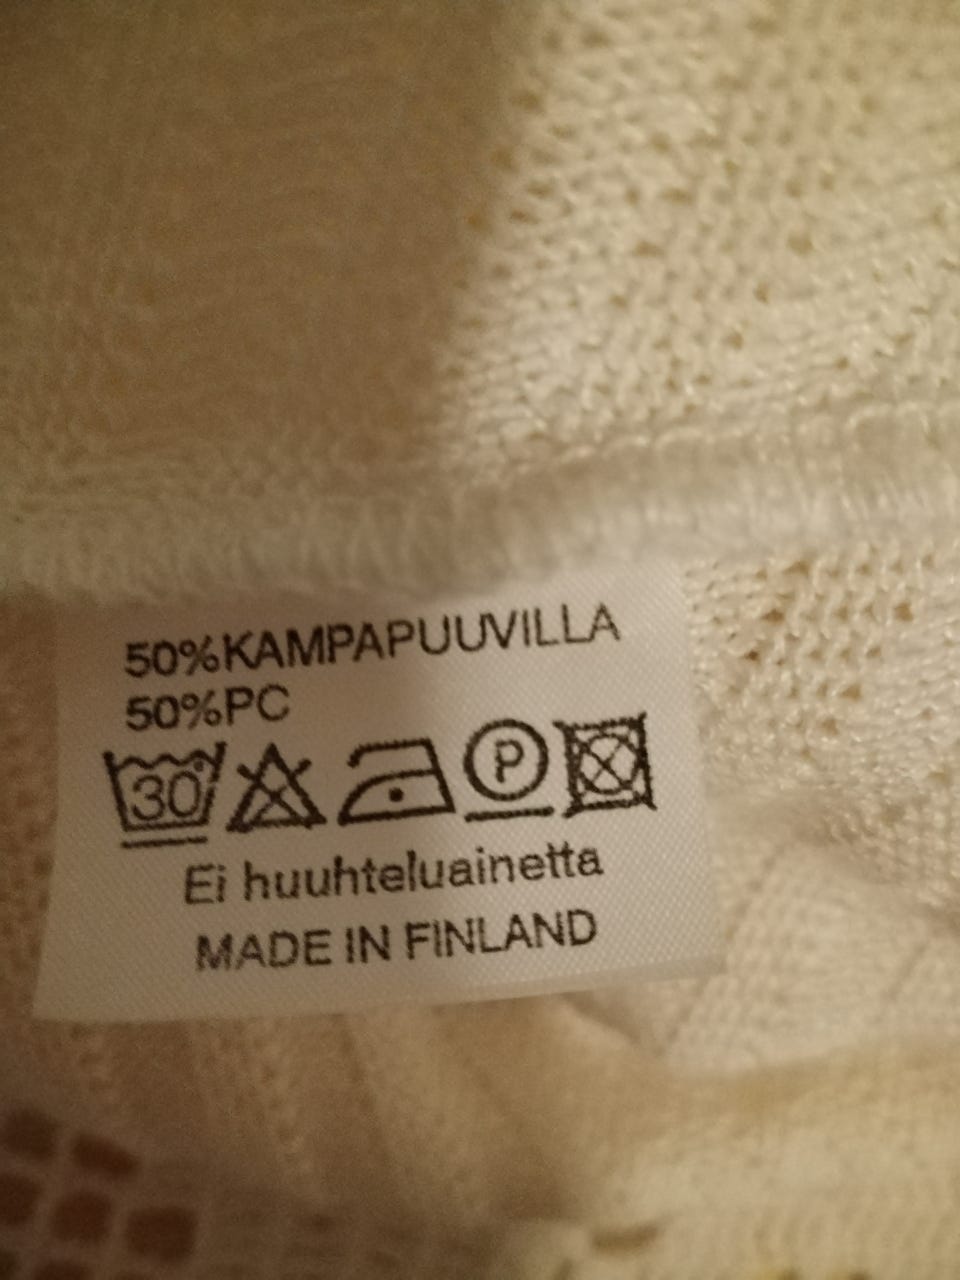 50%KAMPAPUUVILLA
50%PC
30° P
Ei huuhteluainetta
MADE IN FINLAND